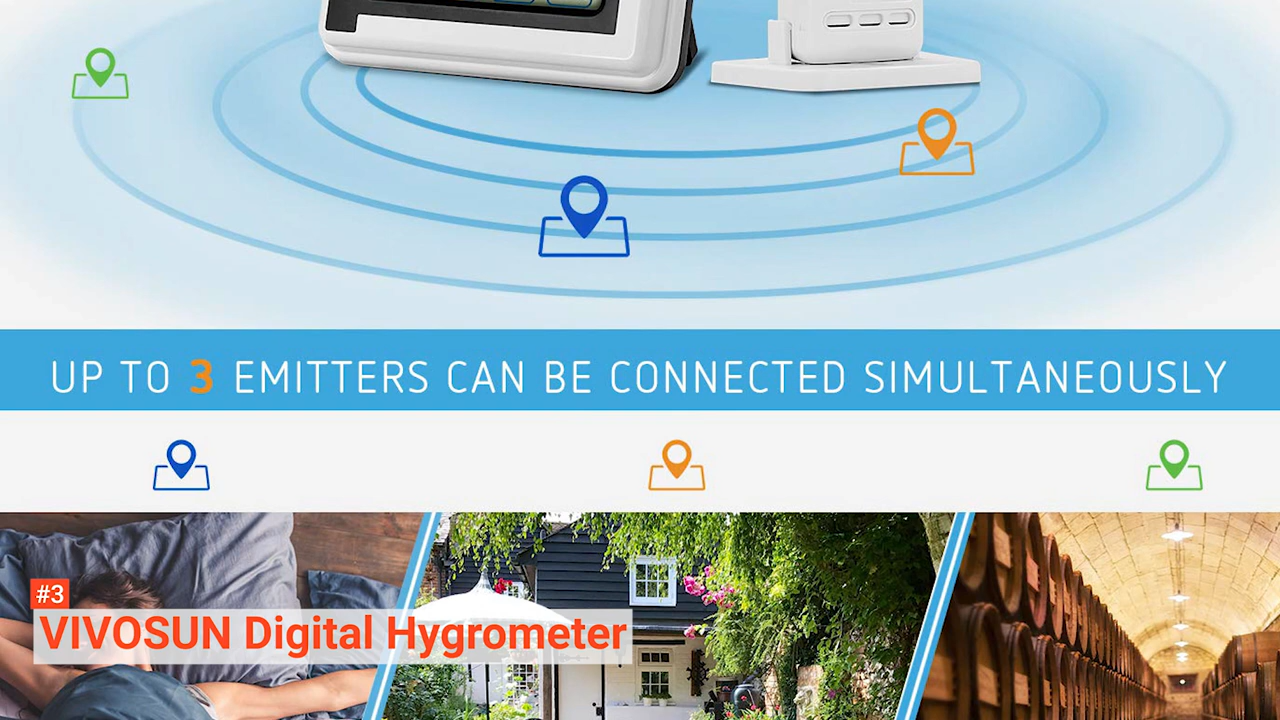 UP TO 3 EMITTERS CAN BE CONNECTED SIMULTANEOUSLY
#3
VIVOSUN Digital Hygrometer